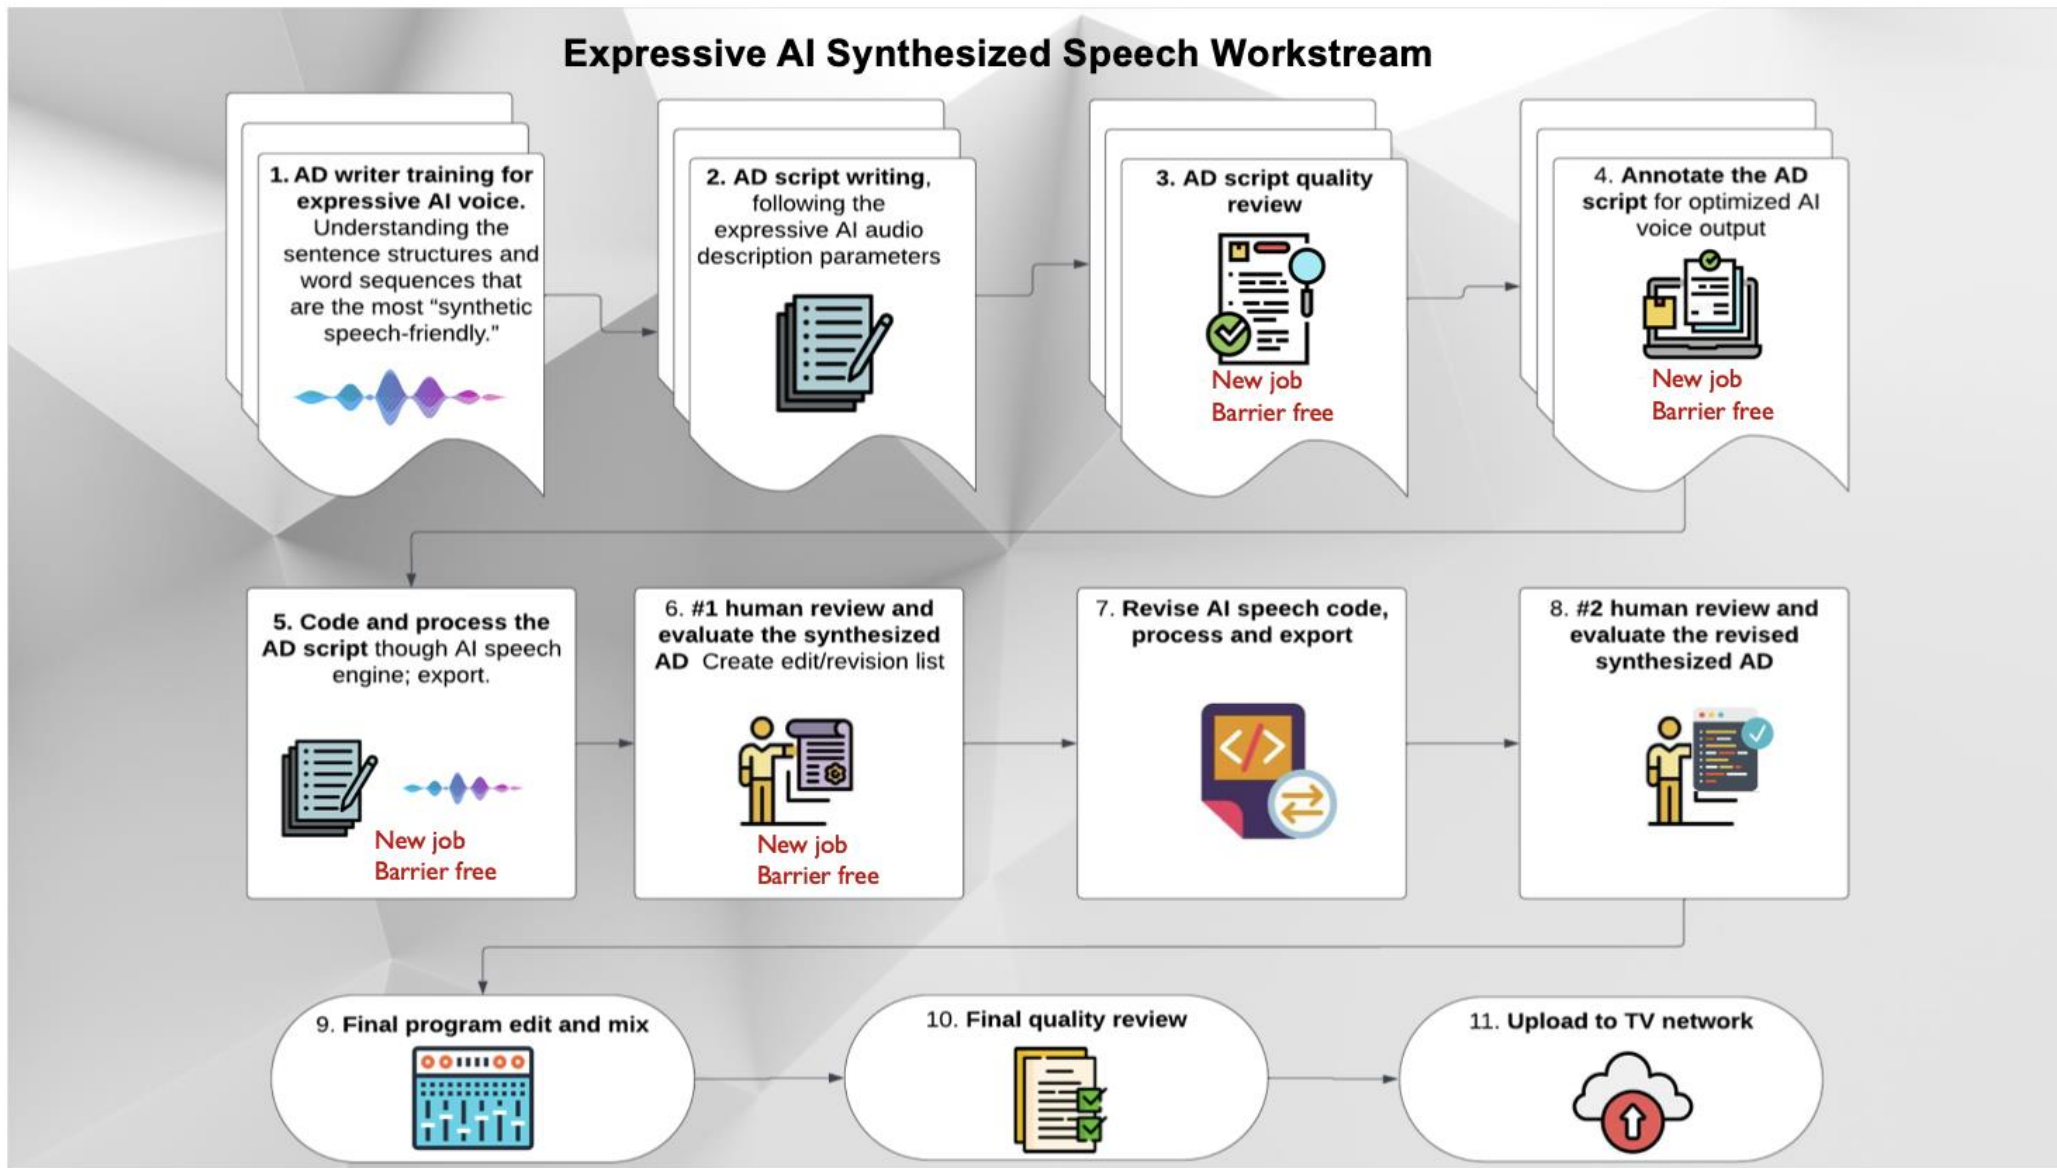 Expressive AI Synthesized Speech Workstream
1. AD writer training for
expressive AI voice.
Understanding the
sentence structures and
word sequences that
are the most "synthetic
speech-friendly."
2. AD script writing,
following the
expressive AI audio
description parameters
3. AD script quality
review
New job
Barrier free
4. Annotate the AD
script for optimized AI
voice output
New job
Barrier free
5. Code and process the
AD script though AI speech
engine; export.
New job
Barrier free
6. #1 human review and
evaluate the synthesized
AD Create edit/revision list
New job
Barrier free
7. Revise AI speech code,
process and export
8. #2 human review and
evaluate the revised
synthesized AD
9. Final program edit and mix
10. Final quality review
11. Upload to TV network